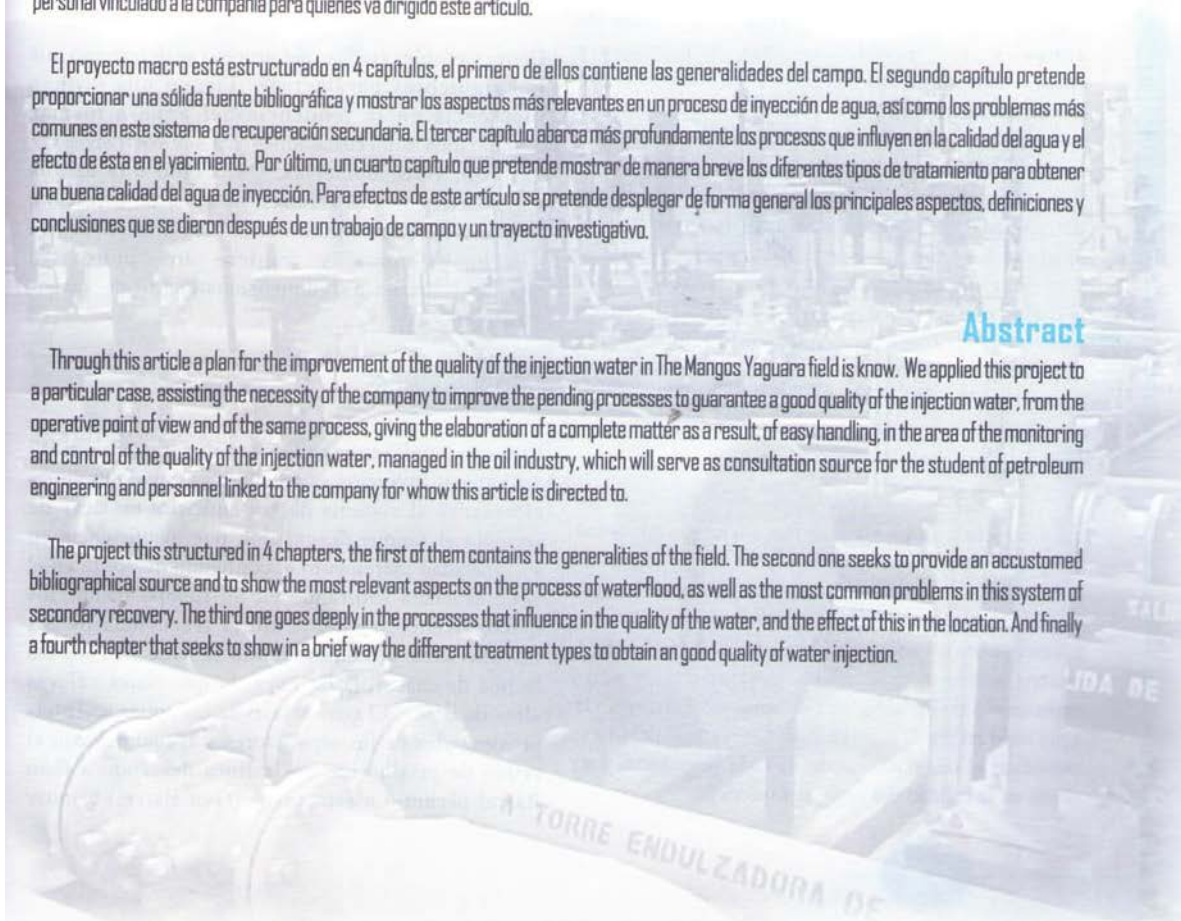 personal vinculado a la compañía para quienes va dirigido este artículo.
El proyecto macro está estructurado en 4 capítulos, el primero de ellos contiene las generalidades del campo. El segundo capítulo pretende
proporcionar una sólida fuente bibliográfica y mostrar los aspectos más relevantes en un proceso de inyección de agua, así como los problemas más
comunes en este sistema de recuperación secundaria. El tercer capítulo abarca más profundamente los procesos que influyen en la calidad del agua y el
efecto de ésta en el yacimiento. Por último, un cuarto capítulo que pretende mostrar de manera breve los diferentes tipos de tratamiento para obtener
una buena calidad del agua de inyección. Para efectos de este artículo se pretende desplegar de forma general los principales aspectos, definiciones y
conclusiones que se dieron después de un trabajo de campo y un trayecto investigativo.
Abstract
Through this article a plan for the improvement of the quality of the injection water in The Mangos Yaguara field is know. We applied this project to
a particular case, assisting the necessity of the company to improve the pending processes to guarantee a good quality of the injection water, from the
operative point of view and of the same process, giving the elaboration of a complete matter as a result, of easy handling, in the area of the monitoring
and control of the quality of the injection water, managed in the oil industry, which will serve as consultation source for the student of petroleum
engineering and personnel linked to the company for whow this article is directed to.
The project this structured in 4 chapters, the first of them contains the generalities of the field. The second one seeks to provide an accustomed
bibliographical source and to show the most relevant aspects on the process of waterflood, as well as the most common problems in this system of
secondary recovery. The third one goes deeply in the processes that influence in the quality of the water, and the effect of this in the location. And finally
a fourth chapter that seeks to show in a brief way the different treatment types to obtain an good quality of water injection.
LIDA DE
A TORRE ENDULZADORA DE